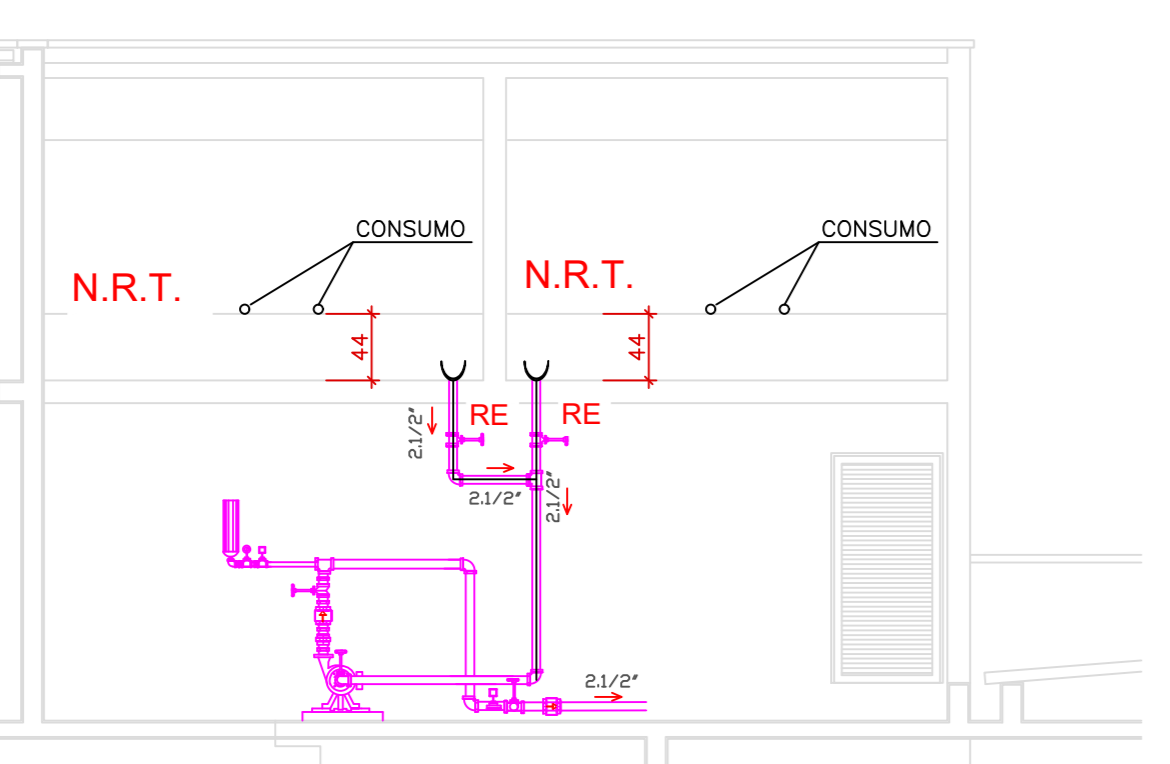 CONSUMO
CONSUMO
N.R.T.
N.R.T.
44
44
RE
RE
2.1/2"
2.1/2"
2.1/2"
2.1/2"